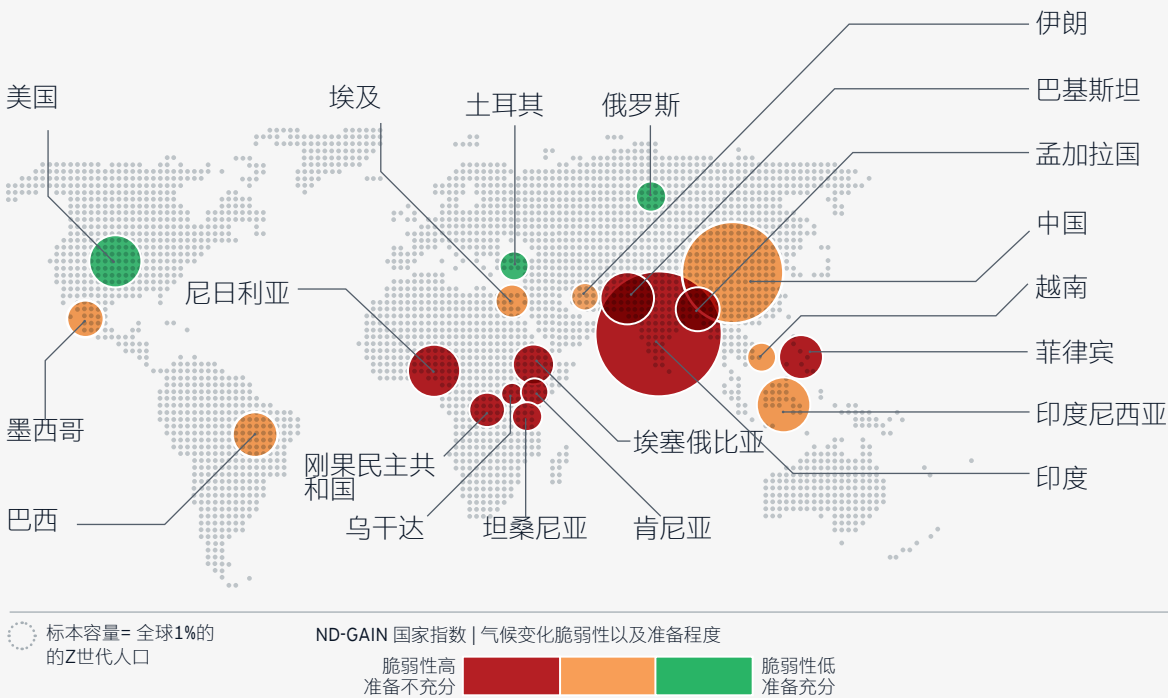 伊朗
美国
埃及
土耳其
俄罗斯
巴基斯坦
孟加拉国
中国
尼日利亚
越南
菲律宾
墨西哥
印度尼西亚
埃塞俄比亚
刚果民主共
和国
印度
巴西
乌干达
坦桑尼亚
肯尼亚
标本容量= 全球1%的
的Z世代人口
ND-GAIN 国家指数 | 气候变化脆弱性以及准备程度
脆弱性高
准备不充分
脆弱性低
准备充分